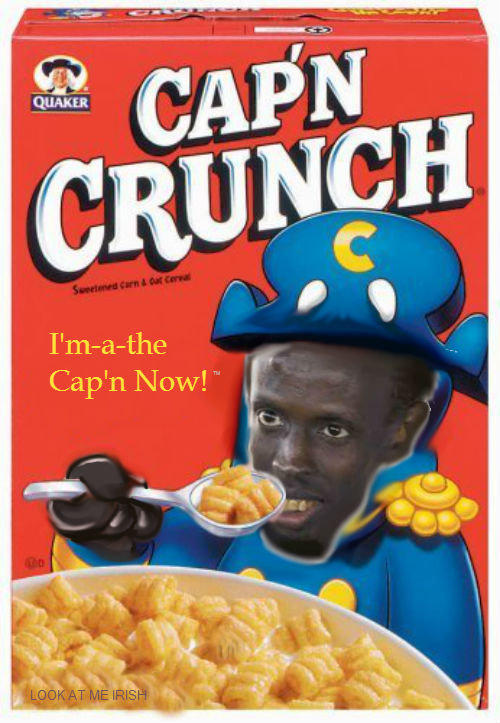 QUAKER
CAP'N
CRUNCH
Sweetened Corn & Oat Cereal
I'm-a-the
Cap'n Now!™
C
LOOK AT ME IRISH